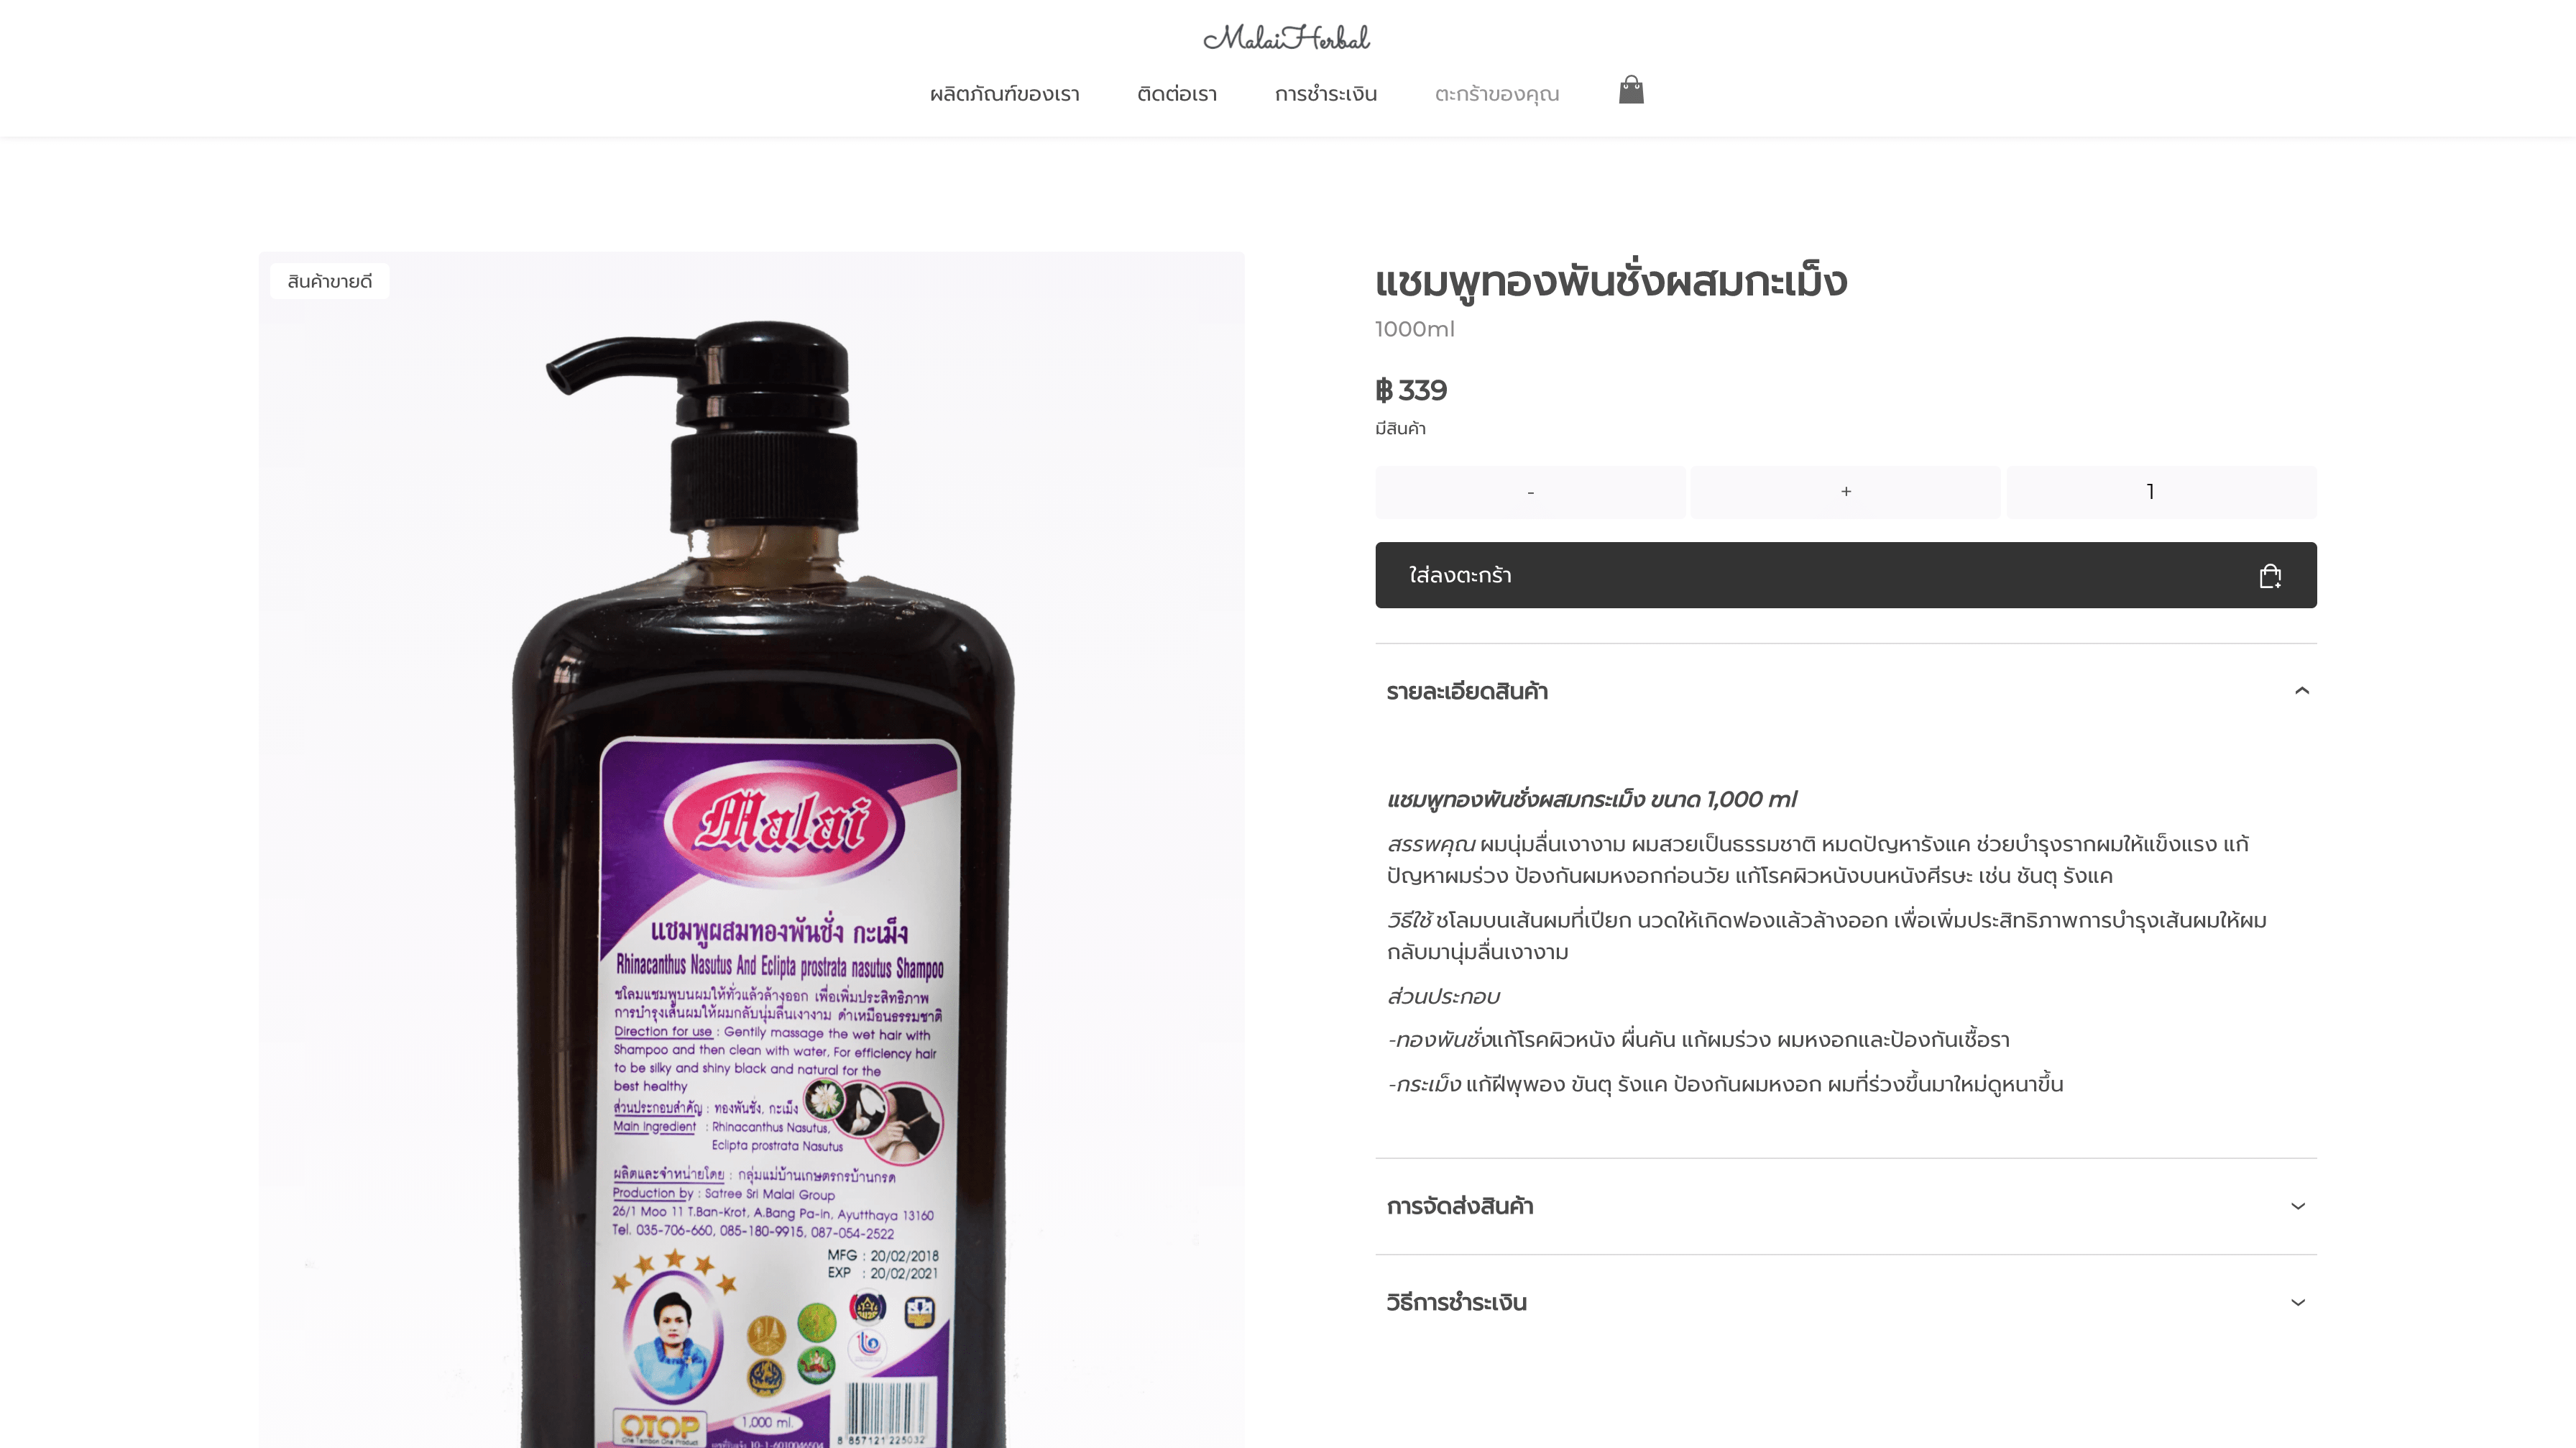 MalaiHerbal
ผลิตภัณฑ์ของเรา ติดต่อเรา การชำระเงิน ตะกร้าของคุณ
สินค้าขายดี
Malai
แชมพูผสมทองพันชั่ง กะเม็ง
Rhinacanthus Nasutus And Eclipta prostrata nasutus Shampoo
ชโลมแชมพูบนผมให้ทั่วแล้วล้างออก เพื่อเพิ่มประสิทธิภาพ
การบำรุงเส้นผมให้ผมกลับนุ่มลื่นเงางาม ดำเหมือนธรรมชาติ
Direction for use : Gently massage the wet hair with
Shampoo and then clean with water, For efficiency hair
to be silky and shiny black and natural for the
best healthy
ส่วนประกอบสำคัญ : ทองพันชั่ง, กะเม็ง
Main ingredient : Rhinacanthus Nasutus,
Eclipta prostrata Nasutus
ผลิตและจำหน่ายโดย : กลุ่มแม่บ้านเกษตรกรบ้านกรด
Production by : Satree Sri Malai Group
26/1 Moo 11 T.Ban-Krot, A.Bang Pa-in, Ayutthaya 13160
Tel. 035-706-660, 085-180-9915, 087-054-2522
MFG : 20/02/2018
EXP : 20/02/2021
OTOP
One Tambon One Product
1,000 ml.
8 857121 225032
แชมพูทองพันชั่งผสมกะเม็ง
1000ml
฿ 339
มีสินค้า
- + 1
ใส่ลงตะกร้า
รายละเอียดสินค้า
แชมพูทองพันชั่งผสมกระเม็ง ขนาด 1,000 ml
สรรพคุณ ผมนุ่มลื่นเงางาม ผมสวยเป็นธรรมชาติ หมดปัญหารังแค ช่วยบำรุงรากผมให้แข็งแรง แก้
ปัญหาผมร่วง ป้องกันผมหงอกก่อนวัย แก้โรคผิวหนังบนหนังศีรษะ เช่น ชันตุ รังแค
วิธีใช้ ชโลมบนเส้นผมที่เปียก นวดให้เกิดฟองแล้วล้างออก เพื่อเพิ่มประสิทธิภาพการบำรุงเส้นผมให้ผม
กลับมานุ่มลื่นเงางาม
ส่วนประกอบ
-ทองพันชั่งแก้โรคผิวหนัง ผื่นคัน แก้ผมร่วง ผมหงอกและป้องกันเชื้อรา
-กระเม็ง แก้ฝีพุพอง ขันตุ รังแค ป้องกันผมหงอก ผมที่ร่วงขึ้นมาใหม่ดูหนาขึ้น
การจัดส่งสินค้า
วิธีการชำระเงิน